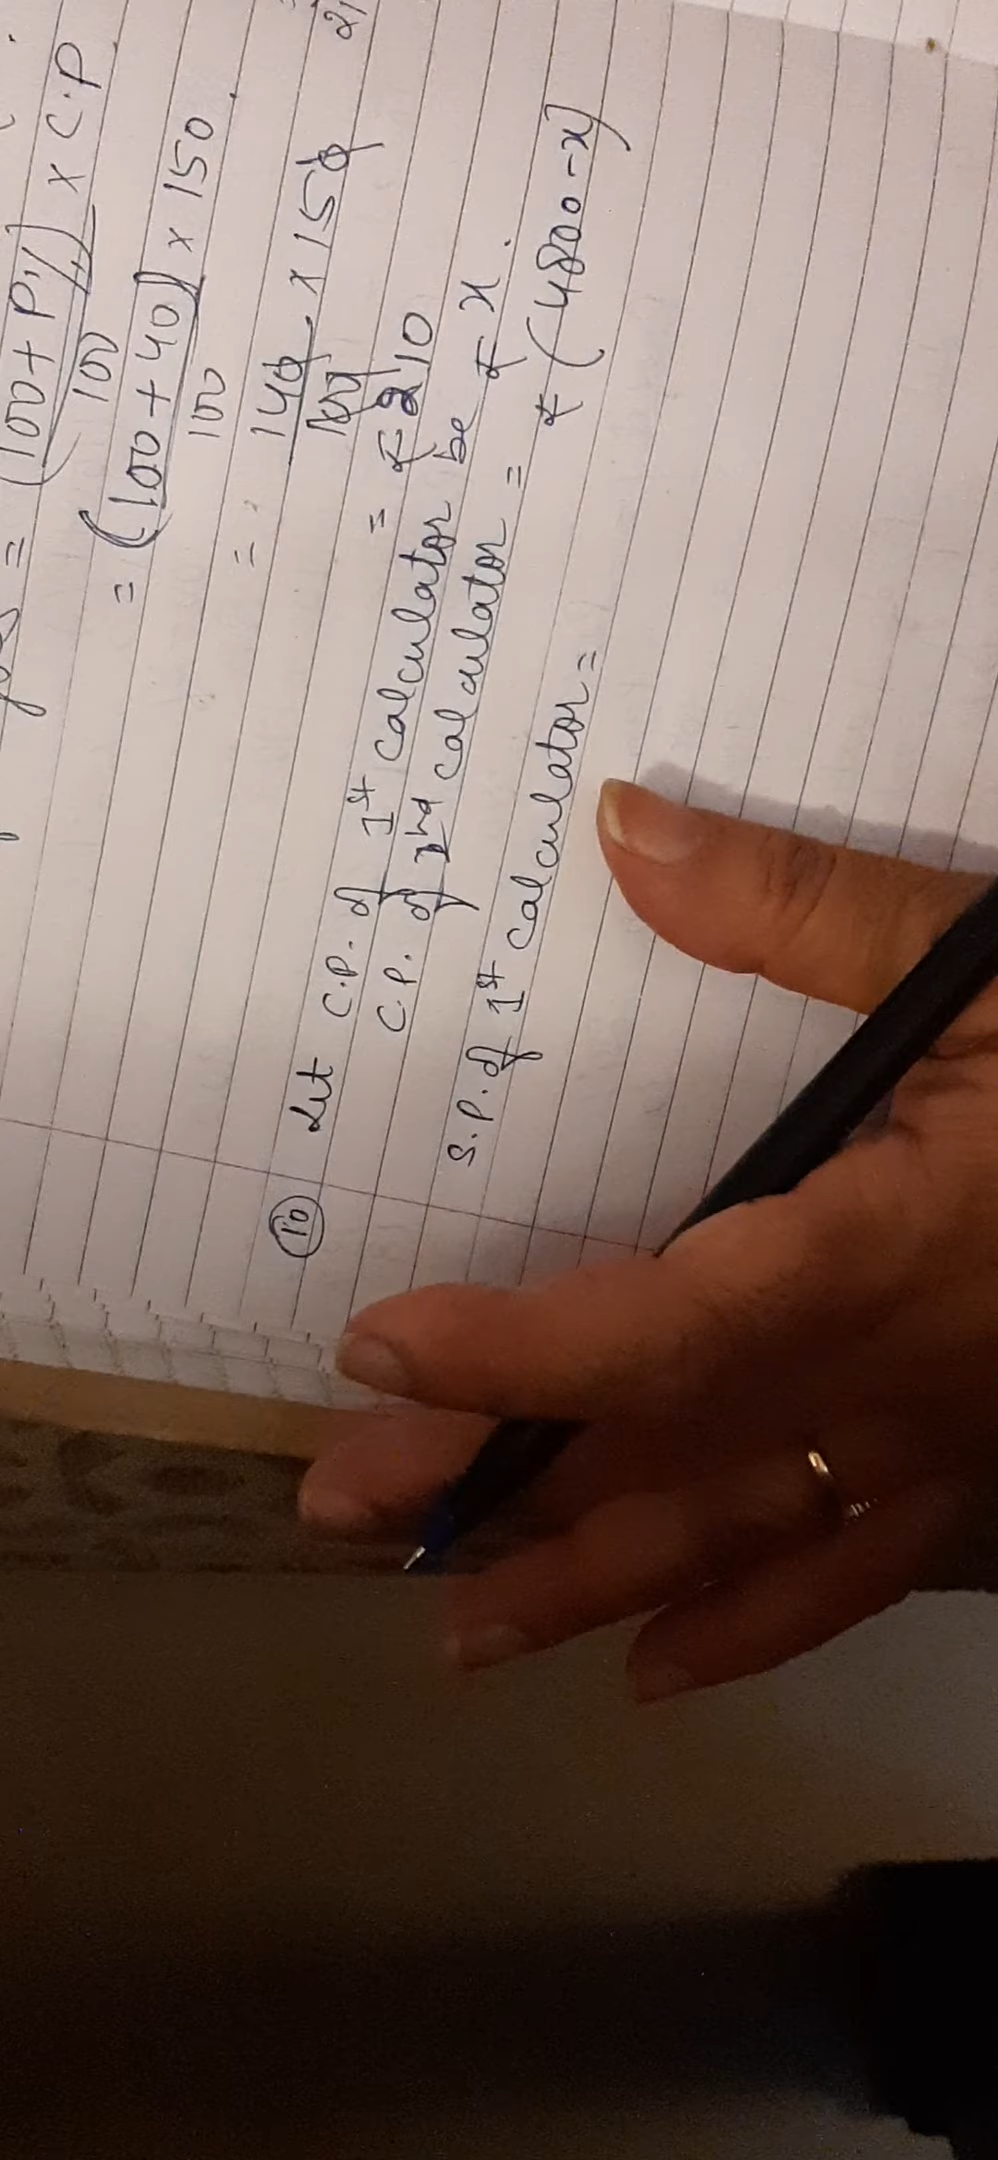 = (100 + P%) × C.P
100
= (100 + 40) × 150.
100
= 140 × 150
100
21
= ₹ 210
(10) Let C.P. of 1st calculator be ₹ x.
C.P. of 2nd calculator = ₹ (4800-x)
S.P. of 1st calculator =